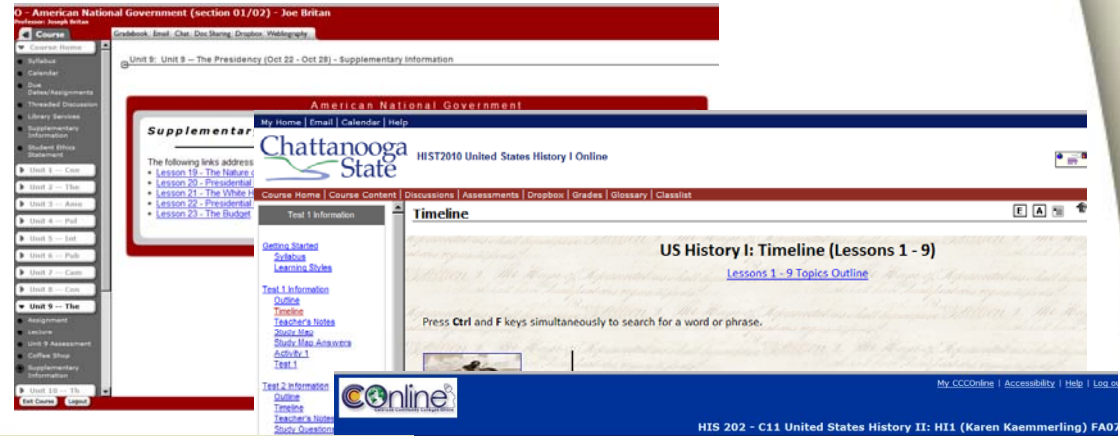 O - American National Government (section 01/02) - Joe Britan
Professor: Joseph Britan
Course
Gradebook Email Chat Doc Sharing Dropbox Webliography
Course Home
Syllabus
Calendar
Due
Dates/Assignments
Threaded Discussion
Library Services
Supplementary
Information
Student Ethics
Statement
Unit 1 -- Con
Unit 2 -- The
Unit 3 -- Ame
Unit 4 -- Pol
Unit 5 -- Int
Unit 6 -- Pub
Unit 7 -- Cam
Unit 8 -- Con
Unit 9 -- The
Assignment
Lecture
Unit 9 Assessment
Coffee Shop
Supplementary
Information
Unit 10 -- Th
Exit Course Logout
Unit 9: Unit 9 -- The Presidency (Oct 22 - Oct 28) - Supplementary Information
American National Government
Supplementar
The following links address
Lesson 19 - The Nature
Lesson 20 - Presidential
Lesson 21 - The White H
Lesson 22 - Presidential
Lesson 23 - The Budget
My Home | Email | Calendar | Help
Chattanooga
State
HIST2010 United States History I Online
Course Home | Course Content | Discussions | Assessments | Dropbox | Grades | Glossary | Classlist
Test 1 Information
Getting Started
Syllabus
Learning Styles
Test 1 Information
Outline
Timeline
Teacher's Notes
Study Map
Study Map Answers
Activity 1
Test 1
Test 2 Information
Outline
Timeline
Teacher's Notes
Study Questions
Timeline
E A
US History I: Timeline (Lessons 1 - 9)
Lessons 1 - 9 Topics Outline
Press Ctrl and F keys simultaneously to search for a word or phrase.
CCOnline
My CCCOnline | Accessibility | Help | Log ou
HIS 202 - C11 United States History II: HI1 (Karen Kaemmerling) FA07